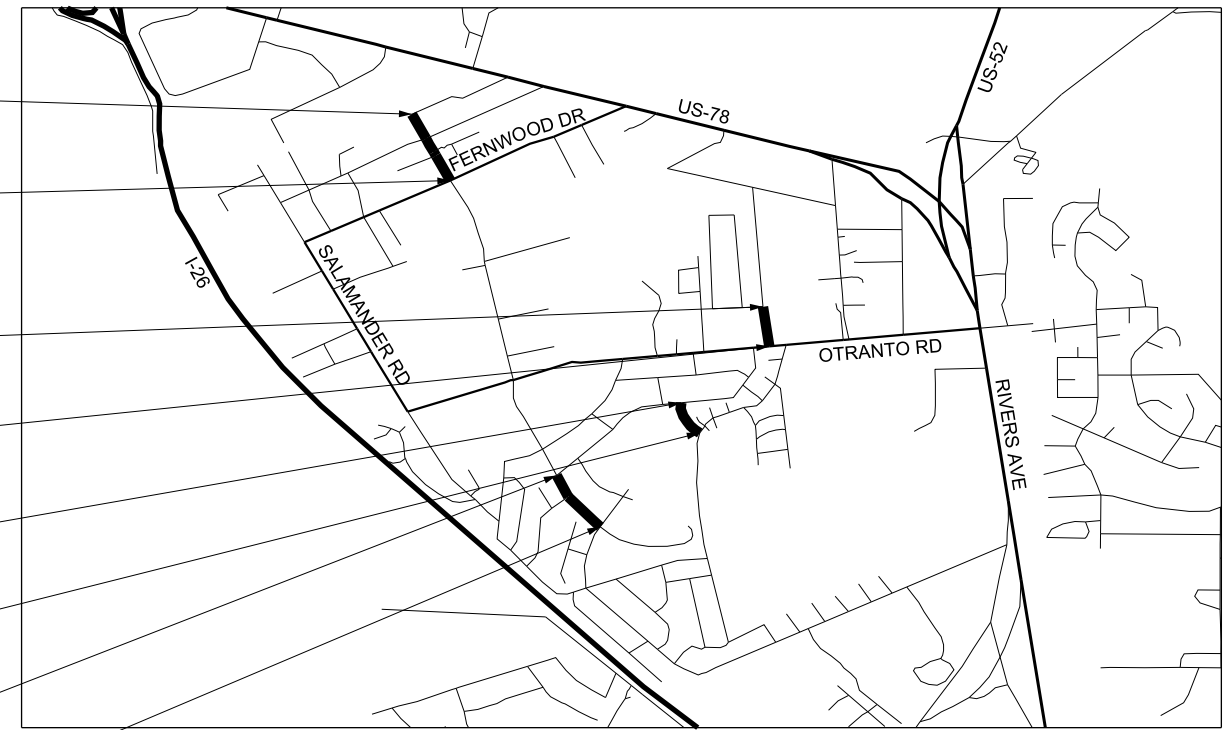 US-52
US-78
FERNWOOD DR
I-26
SALAMANDER RD
OTRANTO RD
RIVERS AVE